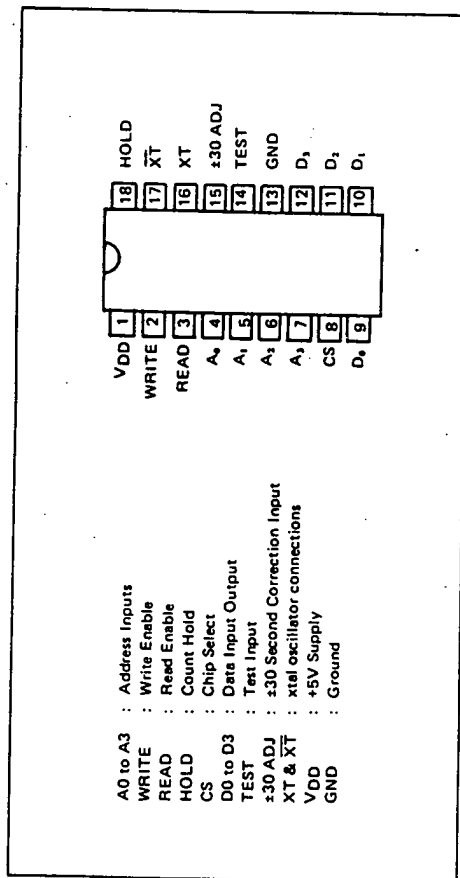 A0 to A3 : Address Inputs
WRITE : Write Enable
READ : Read Enable
HOLD : Count Hold
CS : Chip Select
D0 to D3 : Data Input Output
TEST : Test Input
±30 ADJ : ±30 Second Correction Input
XT & X̅T̅ : xtal oscillator connections
VDD : +5V Supply
GND : Ground
VDD 1 18 HOLD
WRITE 2 17 X̅T̅
READ 3 16 XT
A₀ 4 15 ±30 ADJ
A₁ 5 14 TEST
A₂ 6 13 GND
A₃ 7 12 D₃
CS 8 11 D₂
D₀ 9 10 D₁